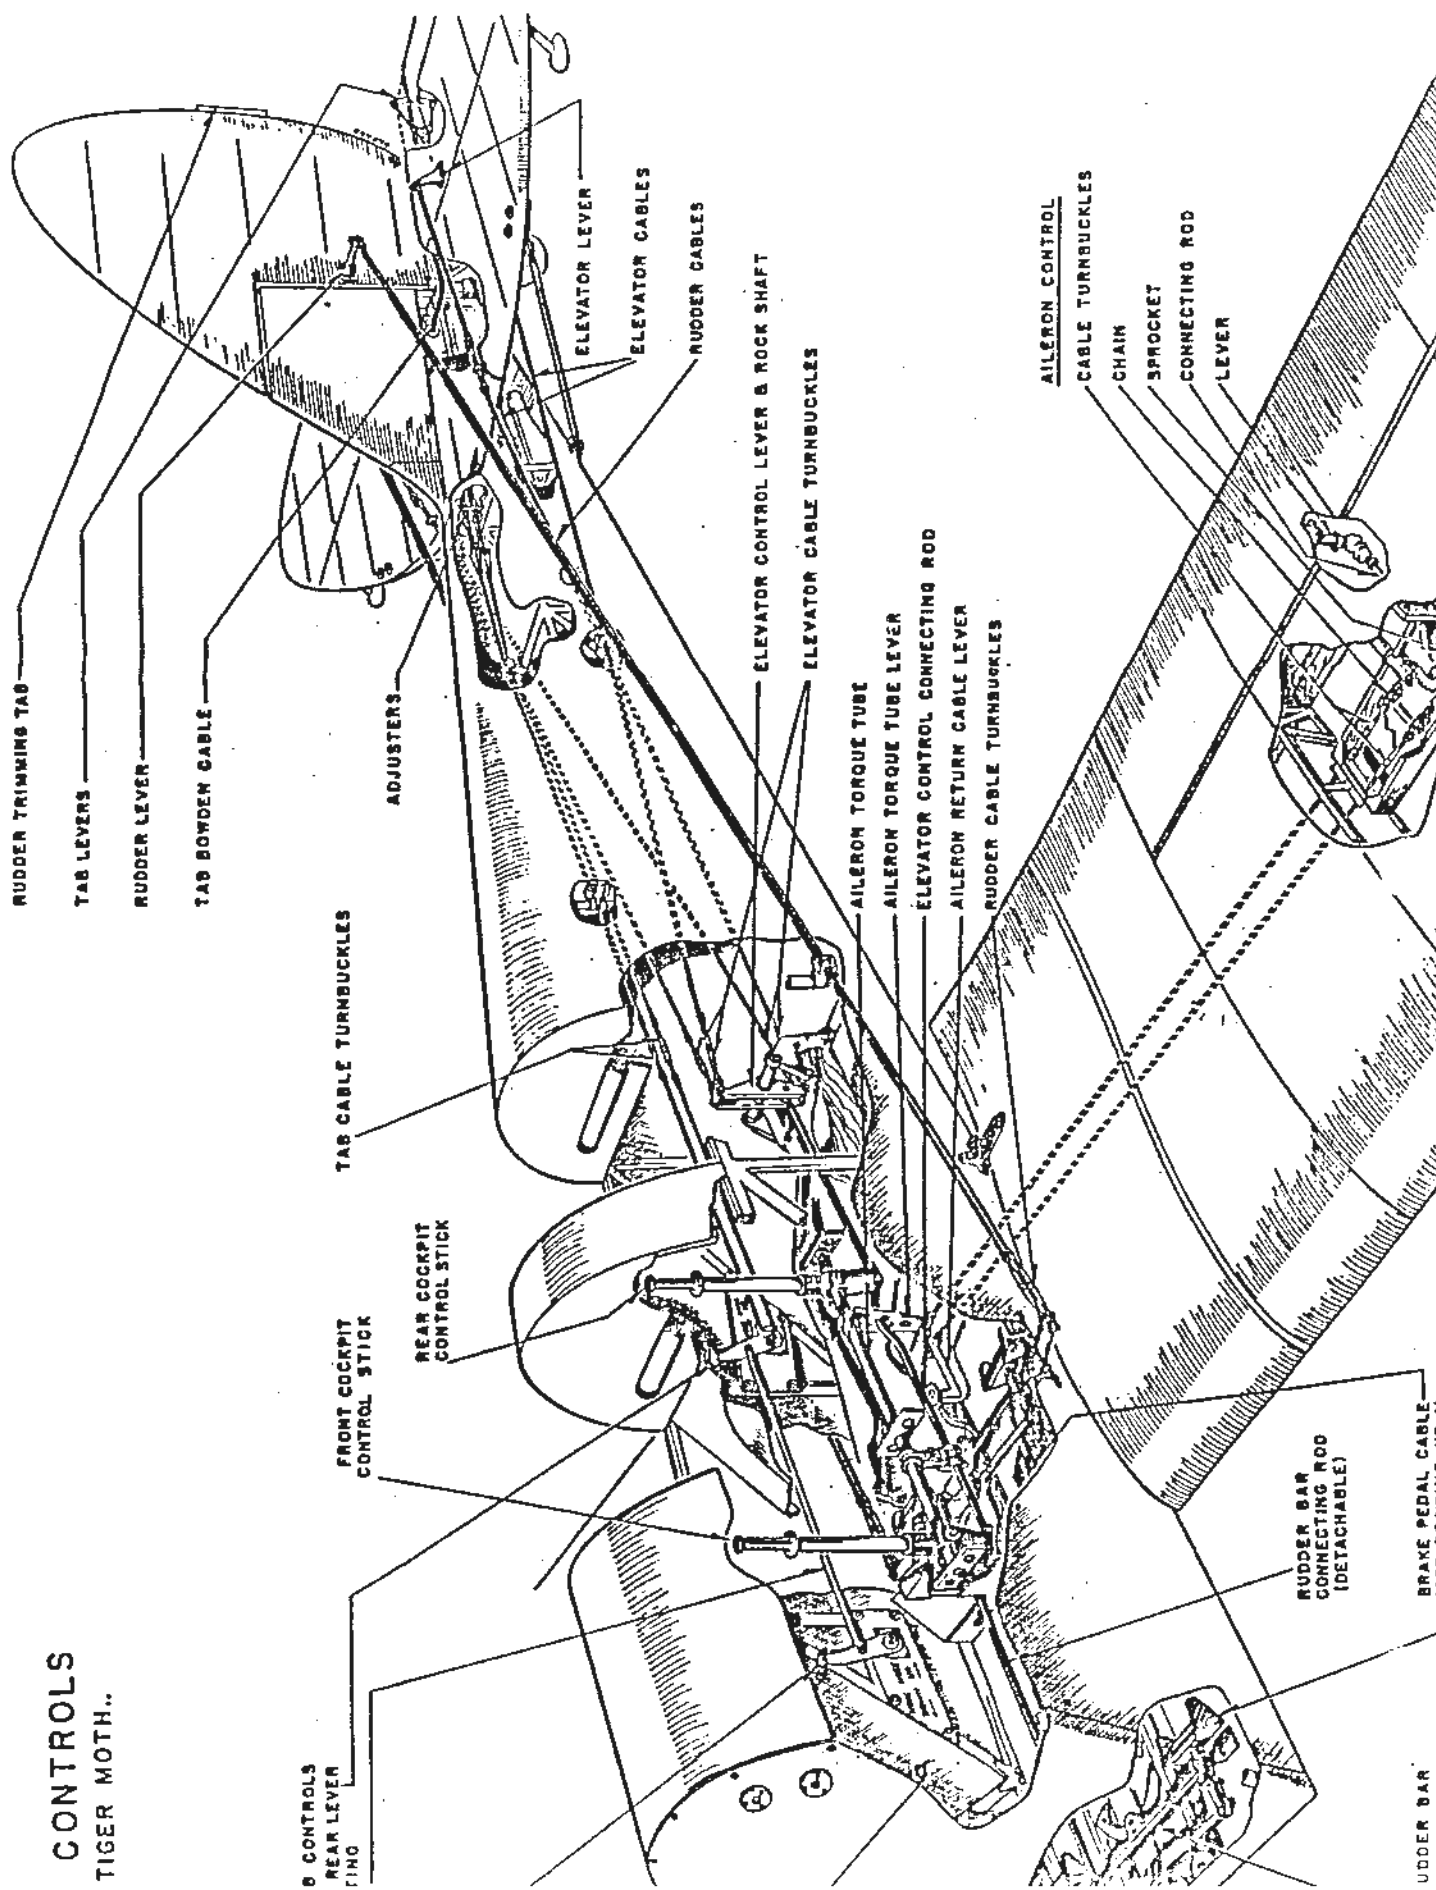 CONTROLS
TIGER MOTH..
RUDDER TRIMMING TAB
TAB LEVERS
RUDDER LEVER
TAB BOWDEN CABLE
ADJUSTERS
TAB CABLE TURNBUCKLES
REAR COCKPIT
CONTROL STICK
FRONT COCKPIT
CONTROL STICK
B CONTROLS
REAR LEVER
TING
ELEVATOR LEVER
ELEVATOR CABLES
RUDDER CABLES
ELEVATOR CONTROL LEVER & ROCK SHAFT
ELEVATOR CABLE TURNBUCKLES
AILERON TORQUE TUBE
AILERON TORQUE TUBE LEVER
ELEVATOR CONTROL CONNECTING ROD
AILERON RETURN CABLE LEVER
RUDDER CABLE TURNBUCKLES
AILERON CONTROL
CABLE TURNBUCKLES
CHAIN
SPROCKET
CONNECTING ROD
LEVER
RUDDER BAR
CONNECTING ROD
(DETACHABLE)
BRAKE PEDAL CABLE
UDDER BAR